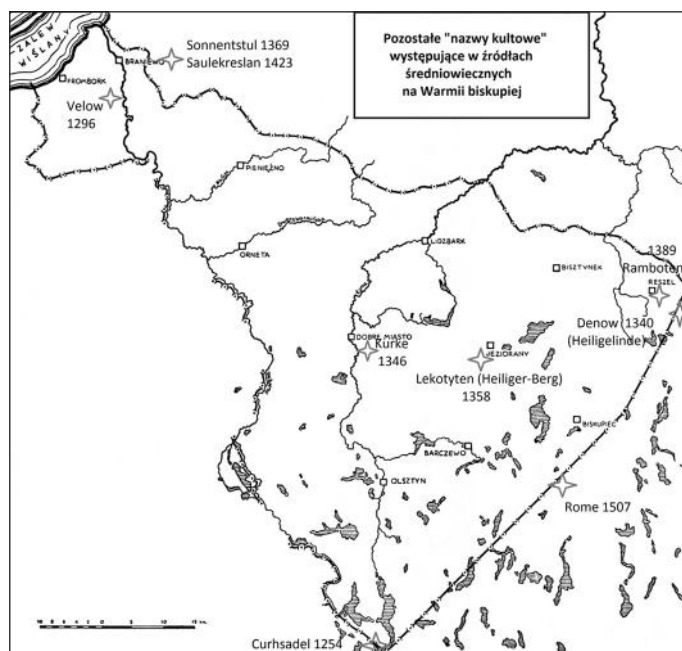 Pozostałe "nazwy kultowe"
występujące w źródłach
średniowiecznych
na Warmii biskupiej
ZALEW
WIŚLANY
Sonnentstul 1369
Saulekreslan 1423
BRANIEWO
FROMBORK
Velow
1296
PIENIĘŻNO
ORNETA
LIDZBARK
BISZTYNEK
1389
Ramboten
RESZEL
Denow (1340
(Heiligelinde)
DOBRE MIASTO
Kurke
1346
JEZIORANY
Lekotyten (Heiliger-Berg)
1358
BISKUPIEC
BARCZEWO
OLSZTYN
Rome 1507
Curhsadel 1254